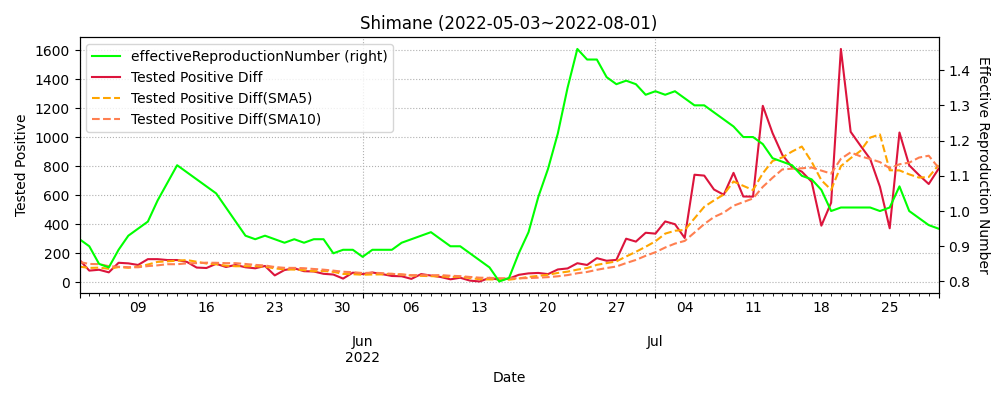 Shimane (2022-05-03~2022-08-01)
effectiveReproductionNumber (right)
Tested Positive Diff
Tested Positive Diff(SMA5)
Tested Positive Diff(SMA10)
Tested Positive
1600
1400
1200
1000
800
600
400
200
0
1.4
1.3
1.2
1.1
1.0
0.9
0.8
Effective Reproduction Number
09 16 23 30 06 13 20 27 04 11 18 25
Jun Jul
2022
Date